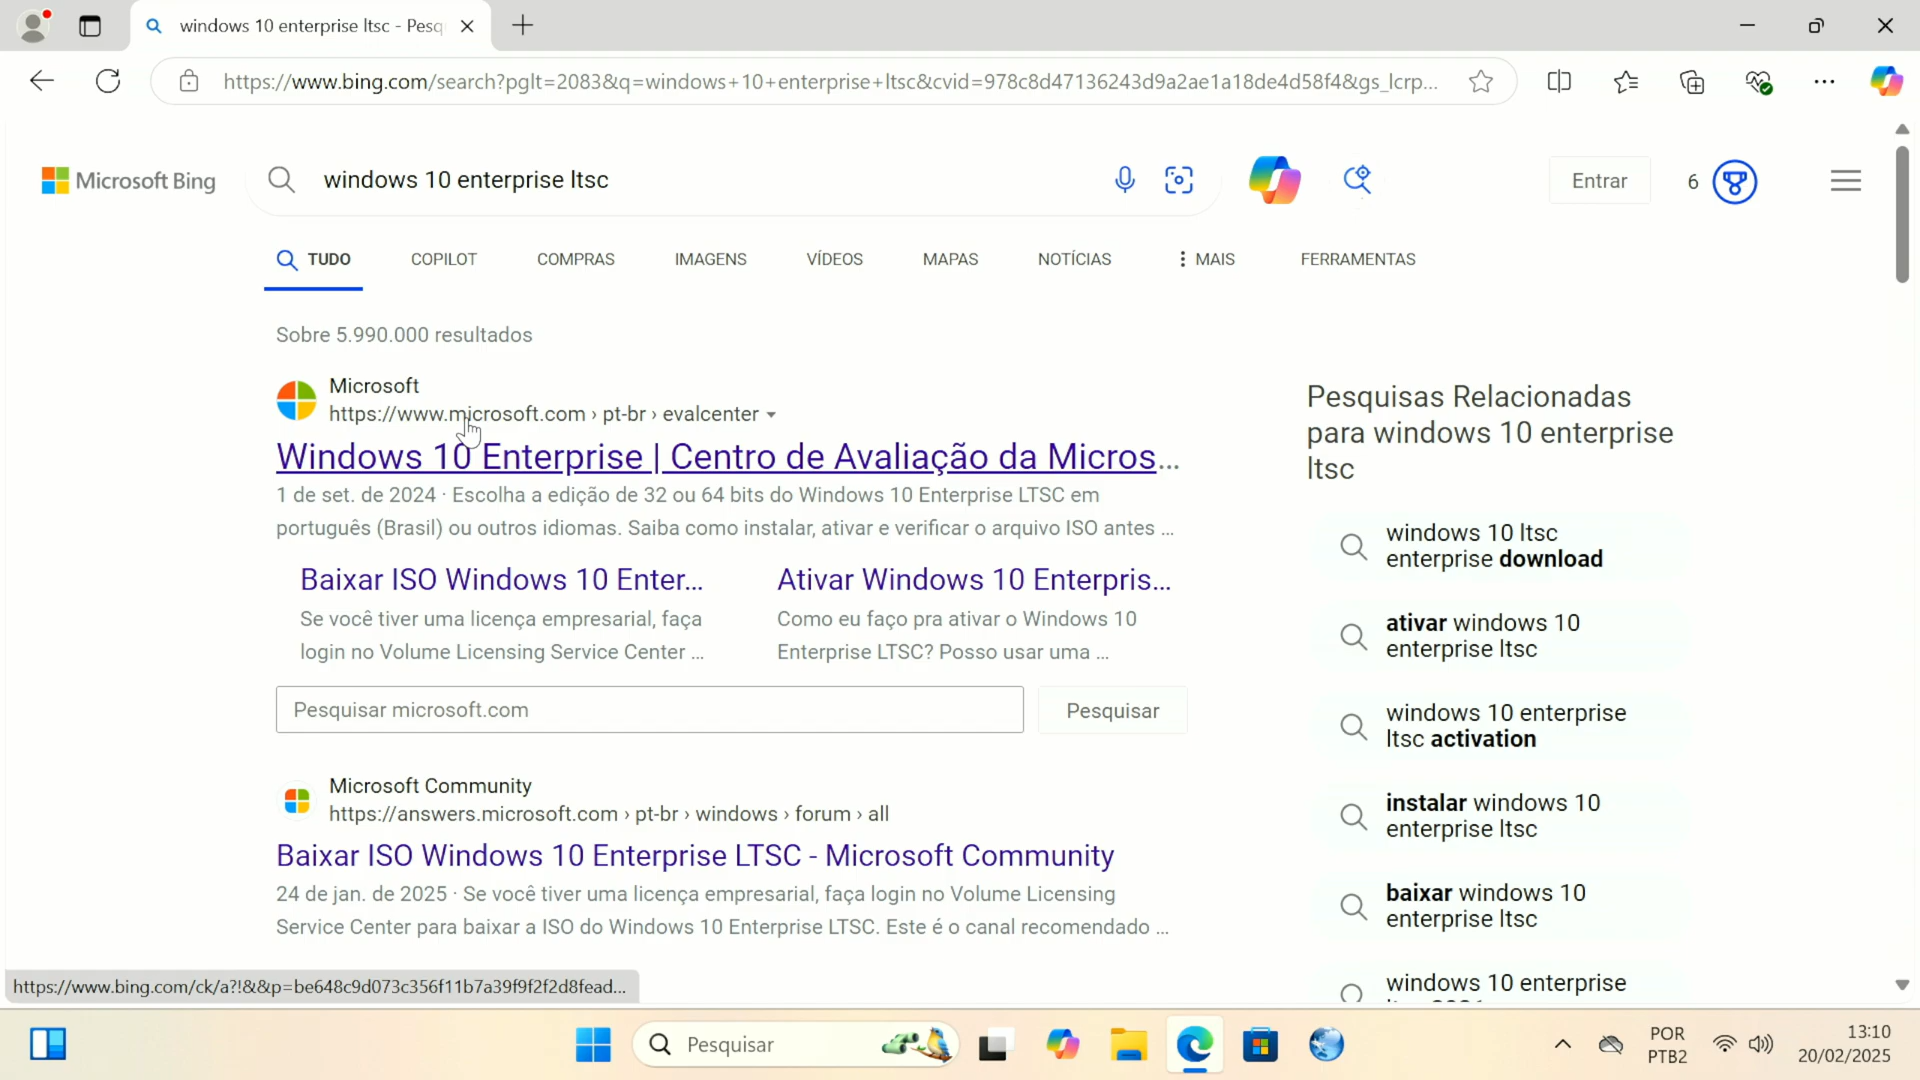 windows 10 enterprise ltsc - Pesq
https://www.bing.com/search?pglt=2083&q=windows+10+enterprise+ltsc&cvid=978c8d47136243d9a2ae1a18de4d58f4&gs_lcrp...
Microsoft Bing
windows 10 enterprise ltsc
Entrar
6
TUDO
COPILOT
COMPRAS
IMAGENS
VÍDEOS
MAPAS
NOTÍCIAS
MAIS
FERRAMENTAS
Sobre 5.990.000 resultados
Microsoft
https://www.microsoft.com › pt-br › evalcenter
Windows 10 Enterprise | Centro de Avaliação da Micros...
1 de set. de 2024 · Escolha a edição de 32 ou 64 bits do Windows 10 Enterprise LTSC em
português (Brasil) ou outros idiomas. Saiba como instalar, ativar e verificar o arquivo ISO antes ...
Baixar ISO Windows 10 Enter...
Se você tiver uma licença empresarial, faça
login no Volume Licensing Service Center ...
Ativar Windows 10 Enterpris...
Como eu faço pra ativar o Windows 10
Enterprise LTSC? Posso usar uma ...
Pesquisar microsoft.com
Pesquisar
Microsoft Community
https://answers.microsoft.com › pt-br › windows › forum › all
Baixar ISO Windows 10 Enterprise LTSC - Microsoft Community
24 de jan. de 2025 · Se você tiver uma licença empresarial, faça login no Volume Licensing
Service Center para baixar a ISO do Windows 10 Enterprise LTSC. Este é o canal recomendado ...
Pesquisas Relacionadas
para windows 10 enterprise
ltsc
windows 10 ltsc
enterprise download
ativar windows 10
enterprise ltsc
windows 10 enterprise
ltsc activation
instalar windows 10
enterprise ltsc
baixar windows 10
enterprise ltsc
windows 10 enterprise
https://www.bing.com/ck/a?!&&p=be648c9d073c356f11b7a39f9f2f2d8fead...
Pesquisar
POR
PTB2
13:10
20/02/2025